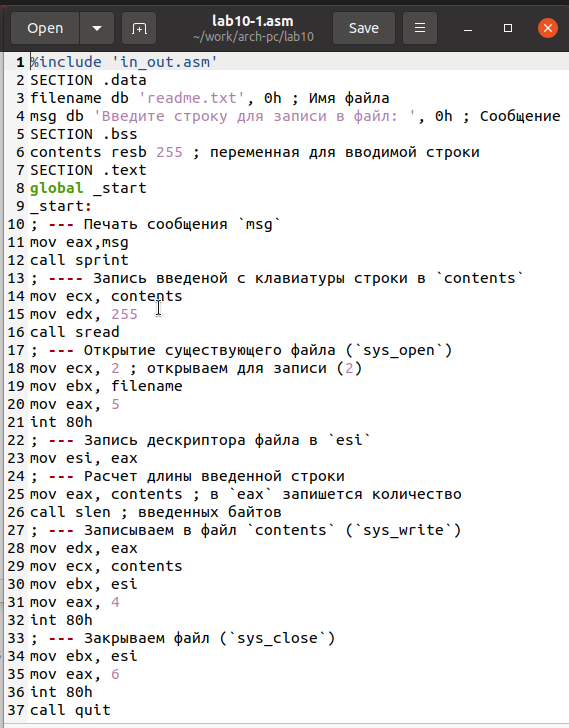 Open
lab10-1.asm
~/work/arch-pc/lab10
Save
1 %include 'in_out.asm'
2 SECTION .data
3 filename db 'readme.txt', 0h ; Имя файла
4 msg db 'Введите строку для записи в файл: ', 0h ; Сообщение
5 SECTION .bss
6 contents resb 255 ; переменная для вводимой строки
7 SECTION .text
8 global _start
9 _start:
10 ; --- Печать сообщения `msg`
11 mov eax,msg
12 call sprint
13 ; ---- Запись введеной с клавиатуры строки в `contents`
14 mov ecx, contents
15 mov edx, 255
16 call sread
17 ; --- Открытие существующего файла (`sys_open`)
18 mov ecx, 2 ; открываем для записи (2)
19 mov ebx, filename
20 mov eax, 5
21 int 80h
22 ; --- Запись дескриптора файла в `esi`
23 mov esi, eax
24 ; --- Расчет длины введенной строки
25 mov eax, contents ; в `eax` запишется количество
26 call slen ; введенных байтов
27 ; --- Записываем в файл `contents` (`sys_write`)
28 mov edx, eax
29 mov ecx, contents
30 mov ebx, esi
31 mov eax, 4
32 int 80h
33 ; --- Закрываем файл (`sys_close`)
34 mov ebx, esi
35 mov eax, 6
36 int 80h
37 call quit